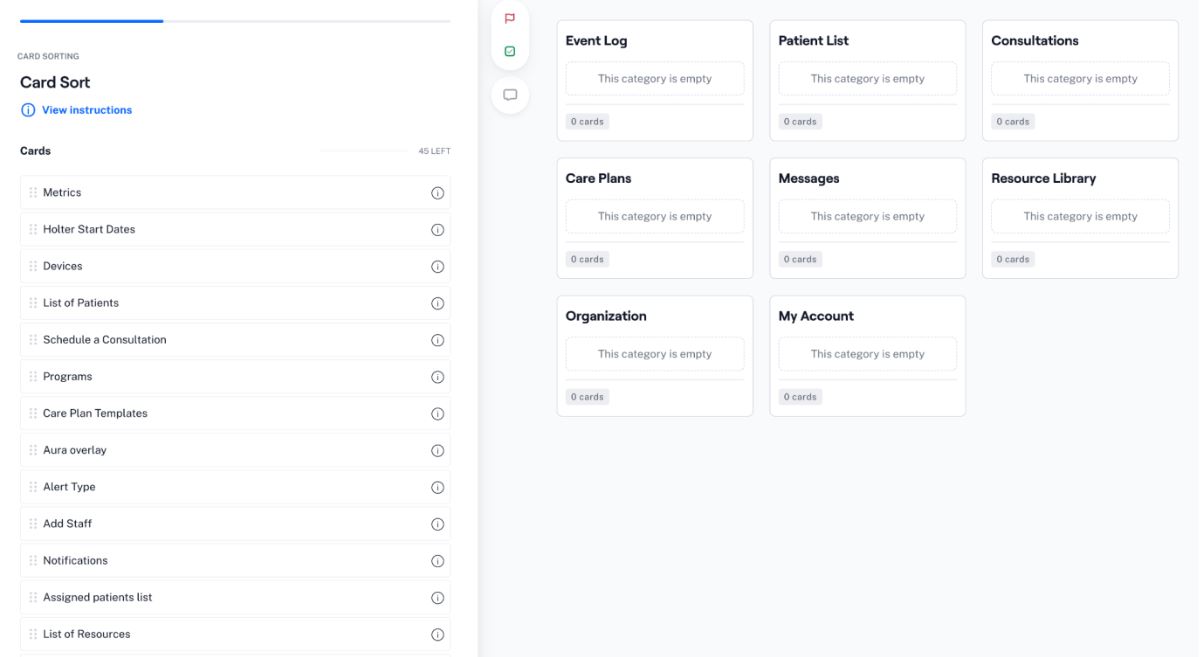 CARD SORTING
Card Sort
View instructions
Cards
45 LEFT
Metrics
Holter Start Dates
Devices
List of Patients
Schedule a Consultation
Programs
Care Plan Templates
Aura overlay
Alert Type
Add Staff
Notifications
Assigned patients list
List of Resources
Event Log
This category is empty
0 cards
Patient List
This category is empty
0 cards
Consultations
This category is empty
0 cards
Care Plans
This category is empty
0 cards
Messages
This category is empty
0 cards
Resource Library
This category is empty
0 cards
Organization
This category is empty
0 cards
My Account
This category is empty
0 cards